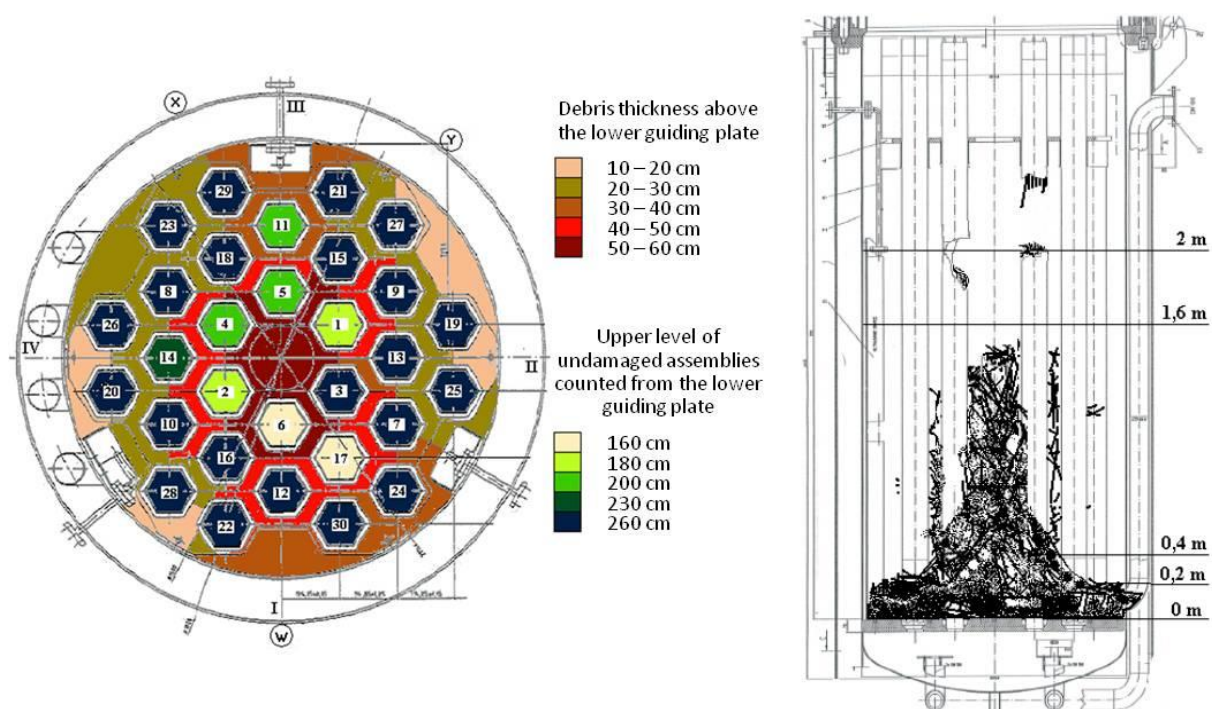 X
III
Y
29
21
23
11
27
18
15
8
5
9
26
4
1
19
IV
14
13
II
20
2
3
25
10
6
7
16
17
28
12
24
22
30
I
W
Debris thickness above
the lower guiding plate
10 – 20 cm
20 – 30 cm
30 – 40 cm
40 – 50 cm
50 – 60 cm
Upper level of
undamaged assemblies
counted from the lower
guiding plate
160 cm
180 cm
200 cm
230 cm
260 cm
2 m
1,6 m
0,4 m
0,2 m
0 m